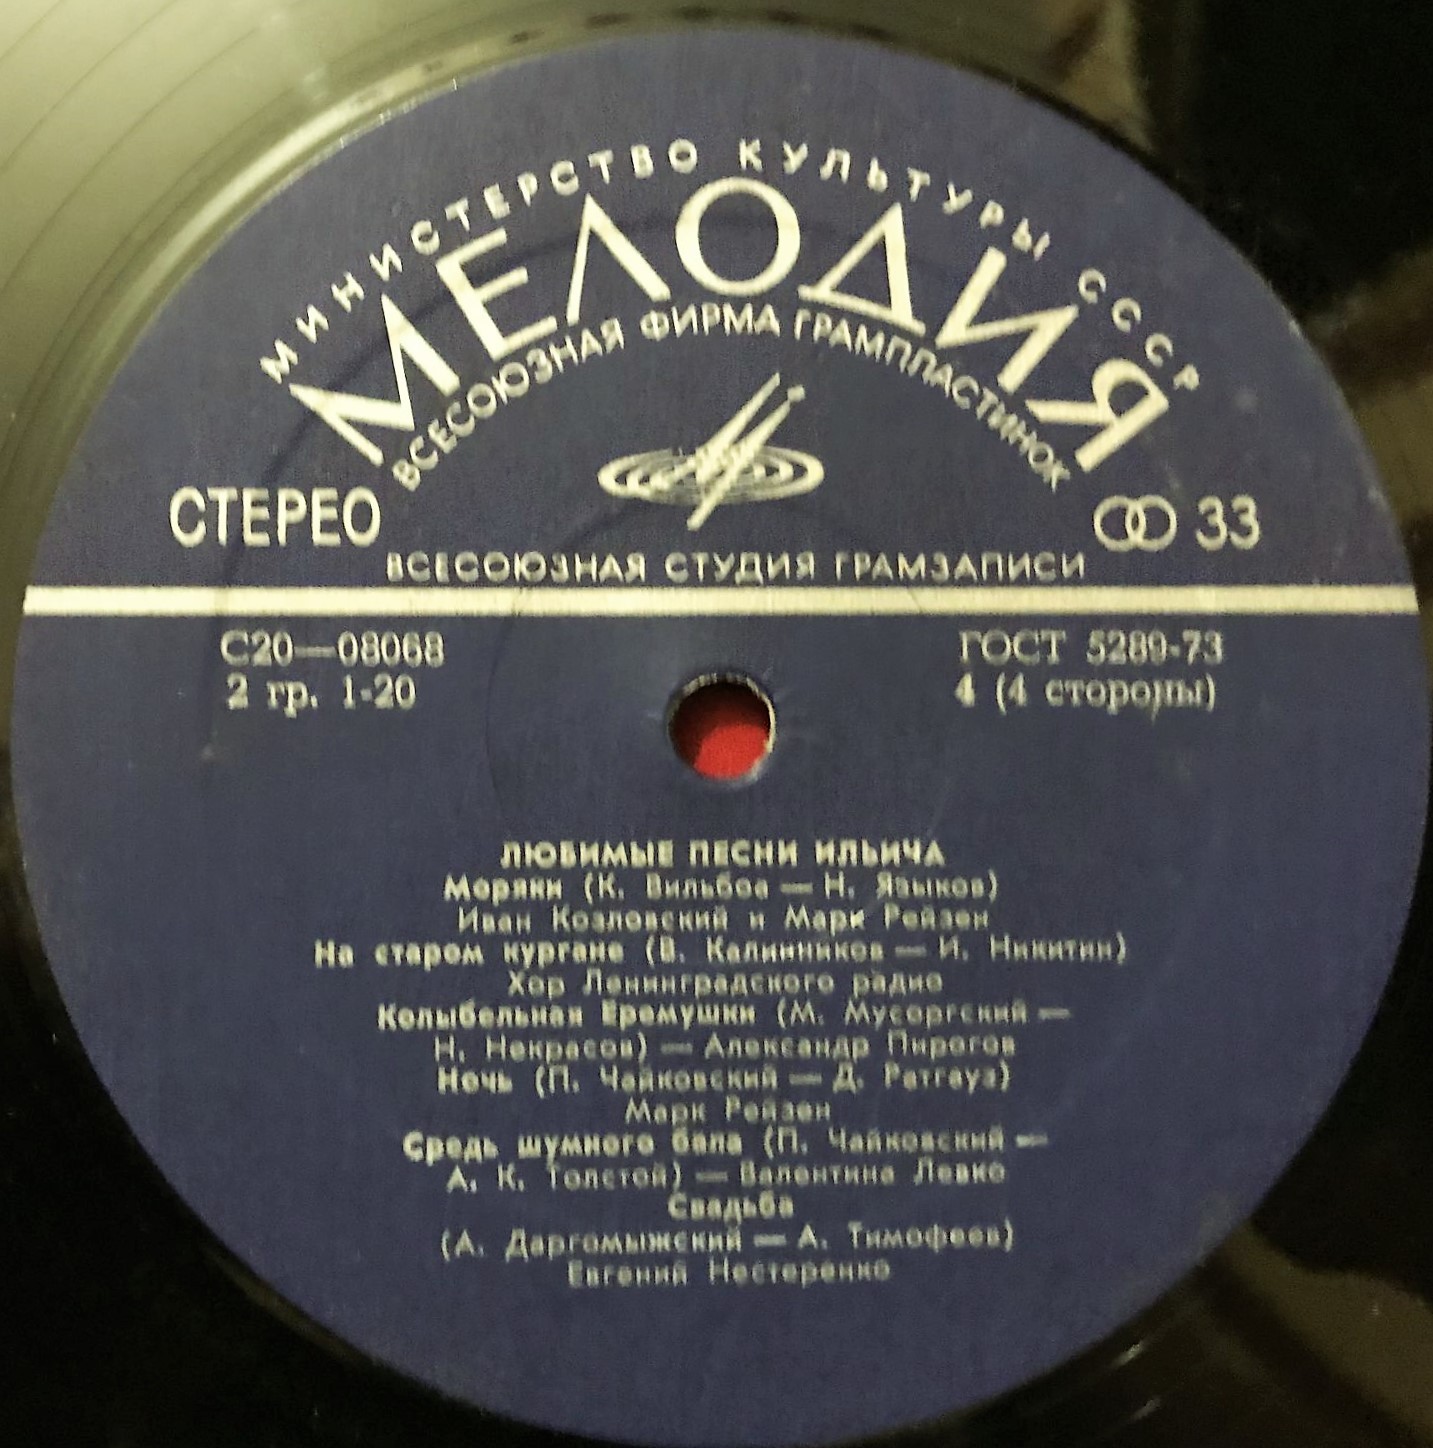 МИНИСТЕРСТВО КУЛЬТУРЫ СССР
МЕЛОДИЯ
ВСЕСОЮЗНАЯ ФИРМА ГРАМПЛАСТИНОК
СТЕРЕО
33
ВСЕСОЮЗНАЯ СТУДИЯ ГРАМЗАПИСИ
С20—08068
ГОСТ 5289-73
2 гр. 1-20
4 (4 стороны)
ЛЮБИМЫЕ ПЕСНИ ИЛЬИЧА
Моряки (К. Вильбоа — Н. Языков)
Иван Козловский и Марк Рейзен
На старом кургане (В. Калинников — И. Никитин)
Хор Ленинградского радио
Колыбельная Еремушки (М. Мусоргский —
Н. Некрасов) — Александр Пирогов
Ночь (П. Чайковский — Д. Ратгауз)
Марк Рейзен
Средь шумного бала (П. Чайковский —
А. К. Толстой) — Валентина Левко
Свадьба
(А. Даргомыжский — А. Тимофеев)
Евгений Нестеренко